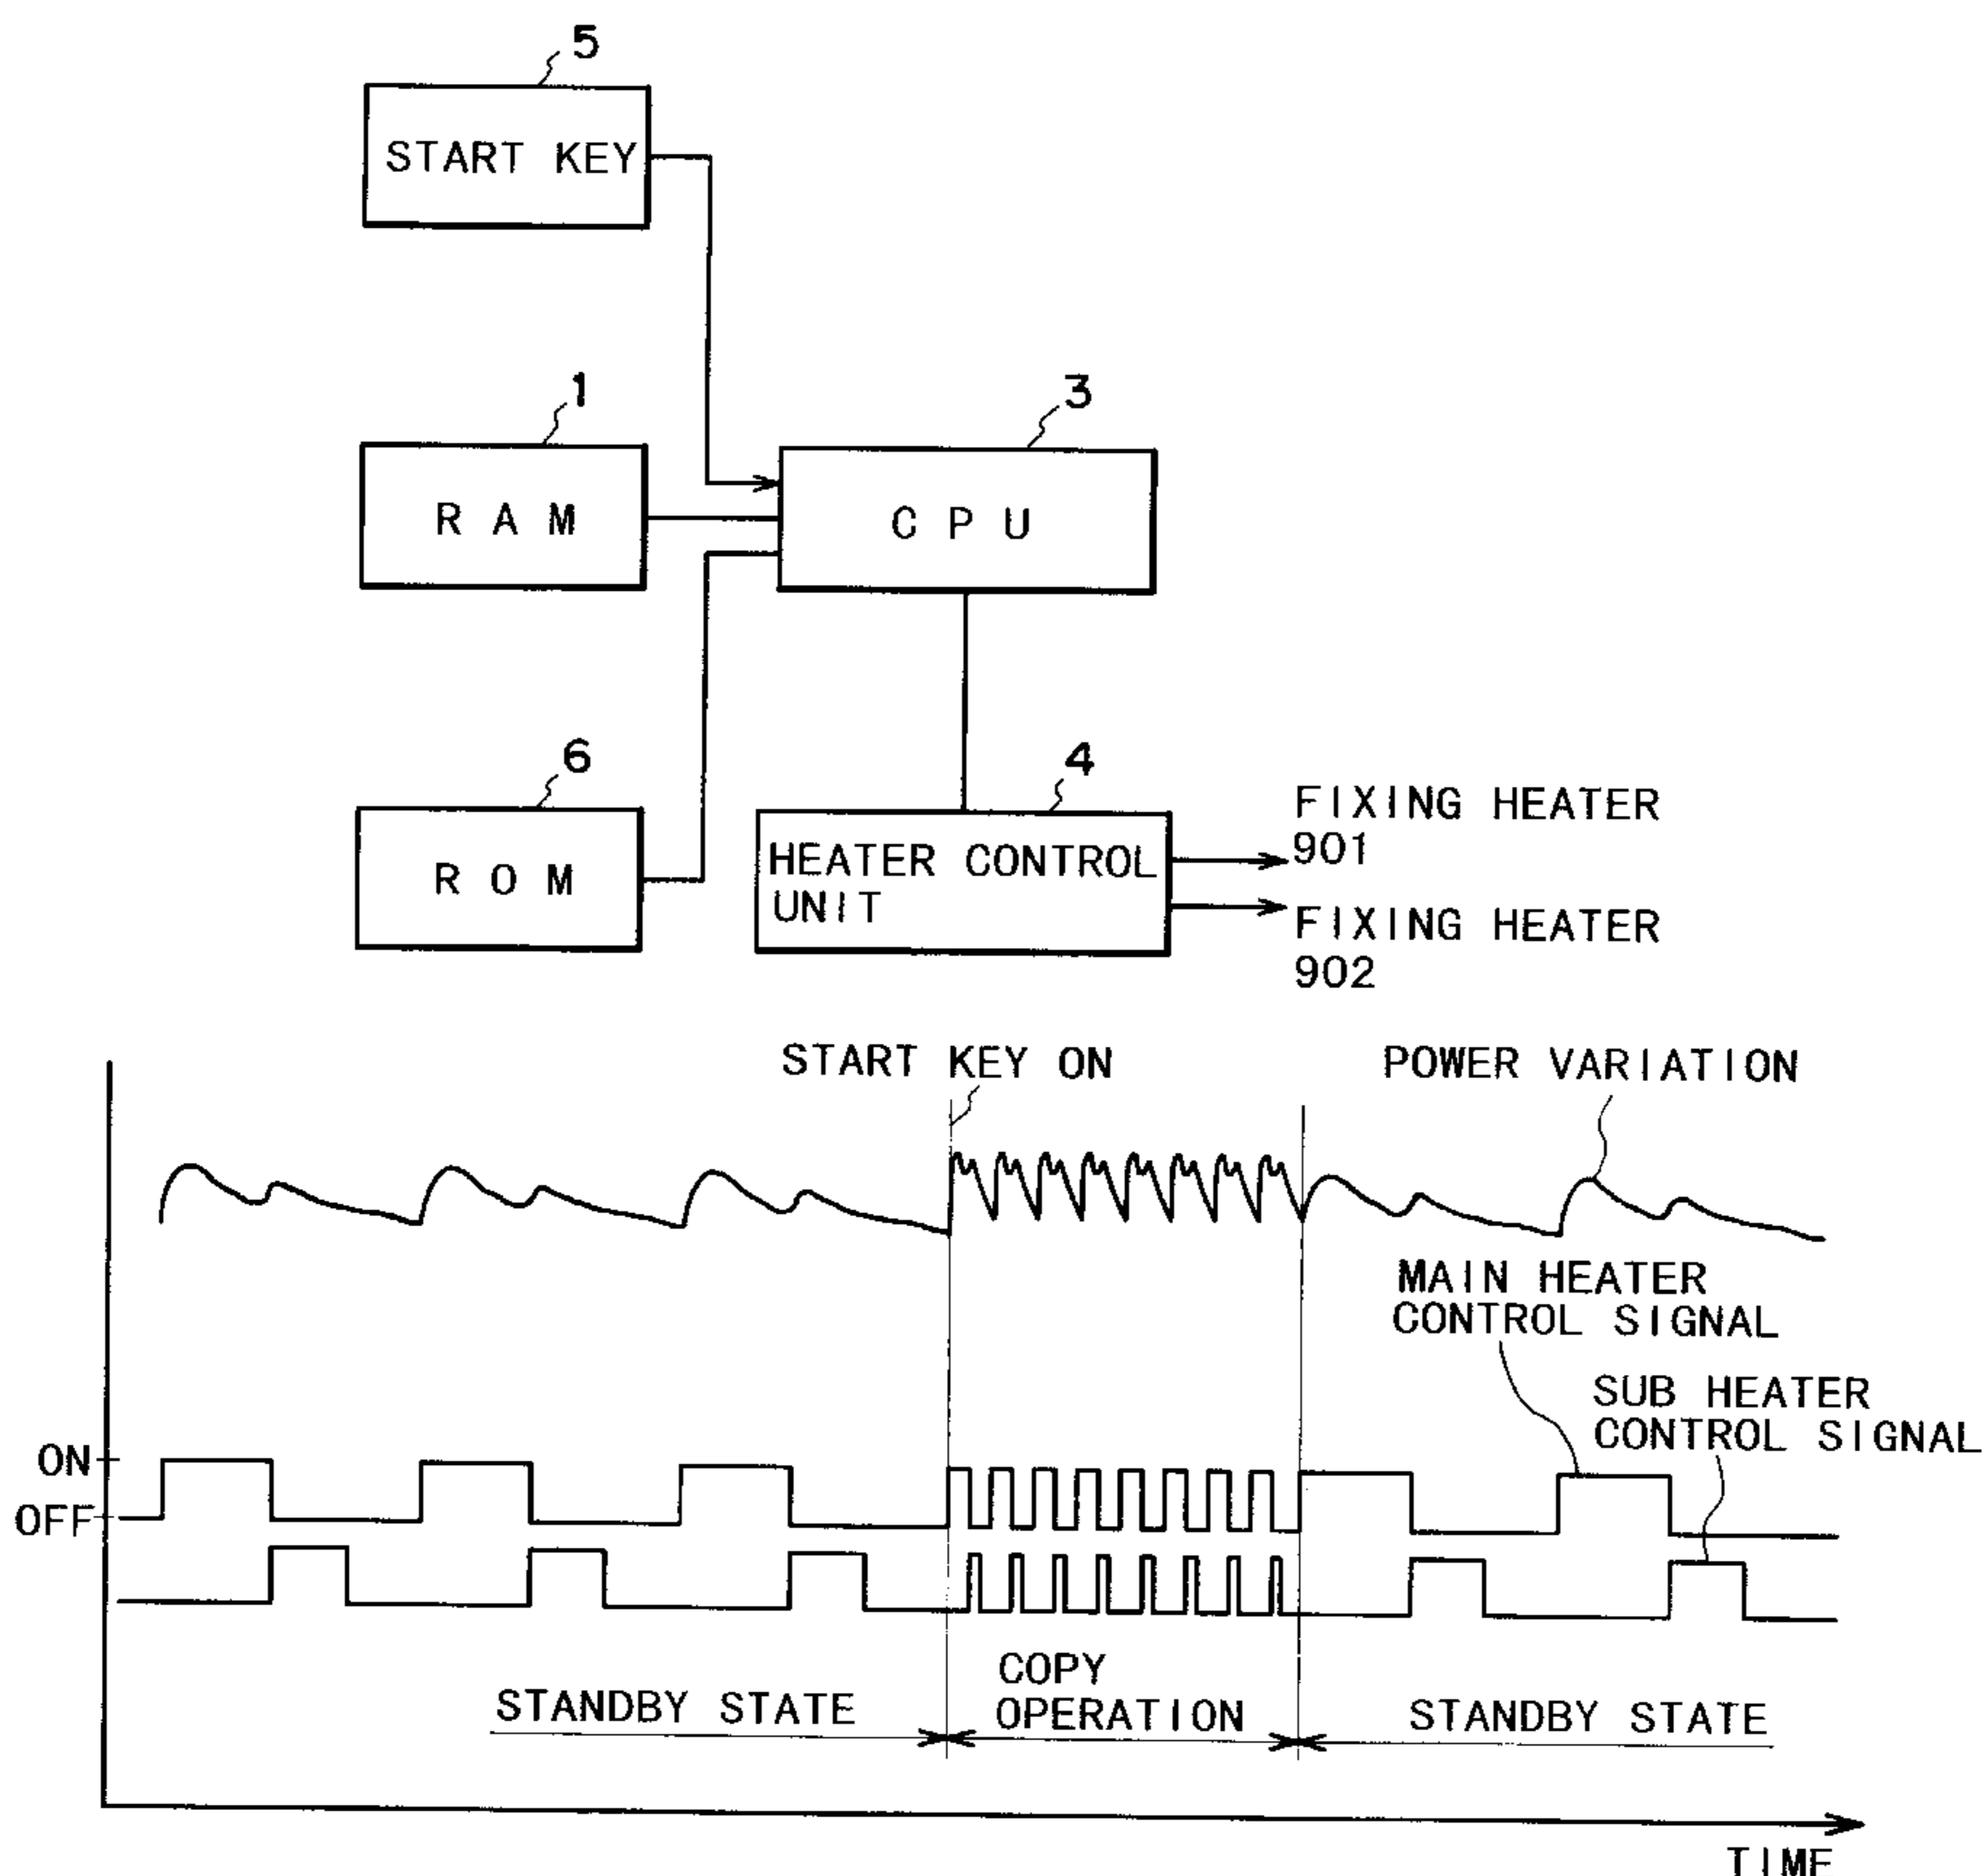 5
START KEY
1
RAM
3
CPU
6
ROM
4
HEATER CONTROL
UNIT
FIXING HEATER
901
FIXING HEATER
902
START KEY ON
POWER VARIATION
MAIN HEATER
CONTROL SIGNAL
SUB HEATER
CONTROL SIGNAL
ON
OFF
STANDBY STATE
COPY
OPERATION
STANDBY STATE
TIME